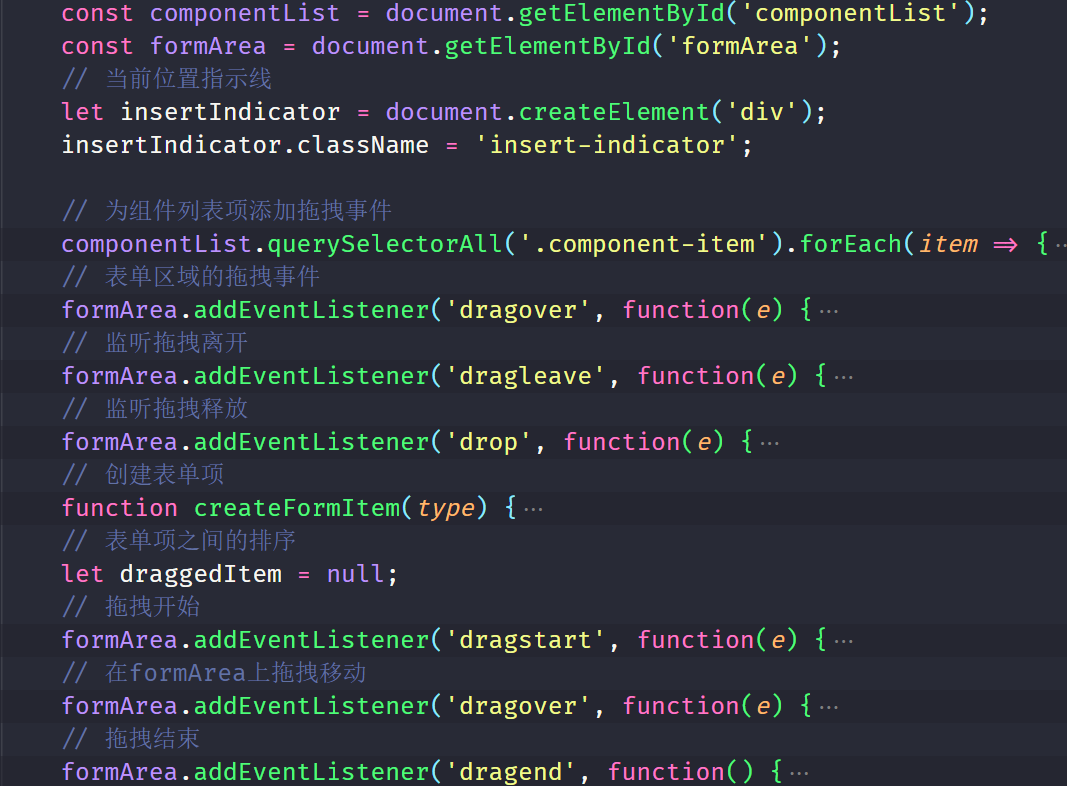 const componentList = document.getElementById('componentList');
const formArea = document.getElementById('formArea');
// 当前位置指示线
let insertIndicator = document.createElement('div');
insertIndicator.className = 'insert-indicator';
// 为组件列表项添加拖拽事件
componentList.querySelectorAll('.component-item').forEach(item => {…
// 表单区域的拖拽事件
formArea.addEventListener('dragover', function(e) {…
// 监听拖拽离开
formArea.addEventListener('dragleave', function(e) {…
// 监听拖拽释放
formArea.addEventListener('drop', function(e) {…
// 创建表单项
function createFormItem(type) {…
// 表单项之间的排序
let draggedItem = null;
// 拖拽开始
formArea.addEventListener('dragstart', function(e) {…
// 在formArea上拖拽移动
formArea.addEventListener('dragover', function(e) {…
// 拖拽结束
formArea.addEventListener('dragend', function() {…